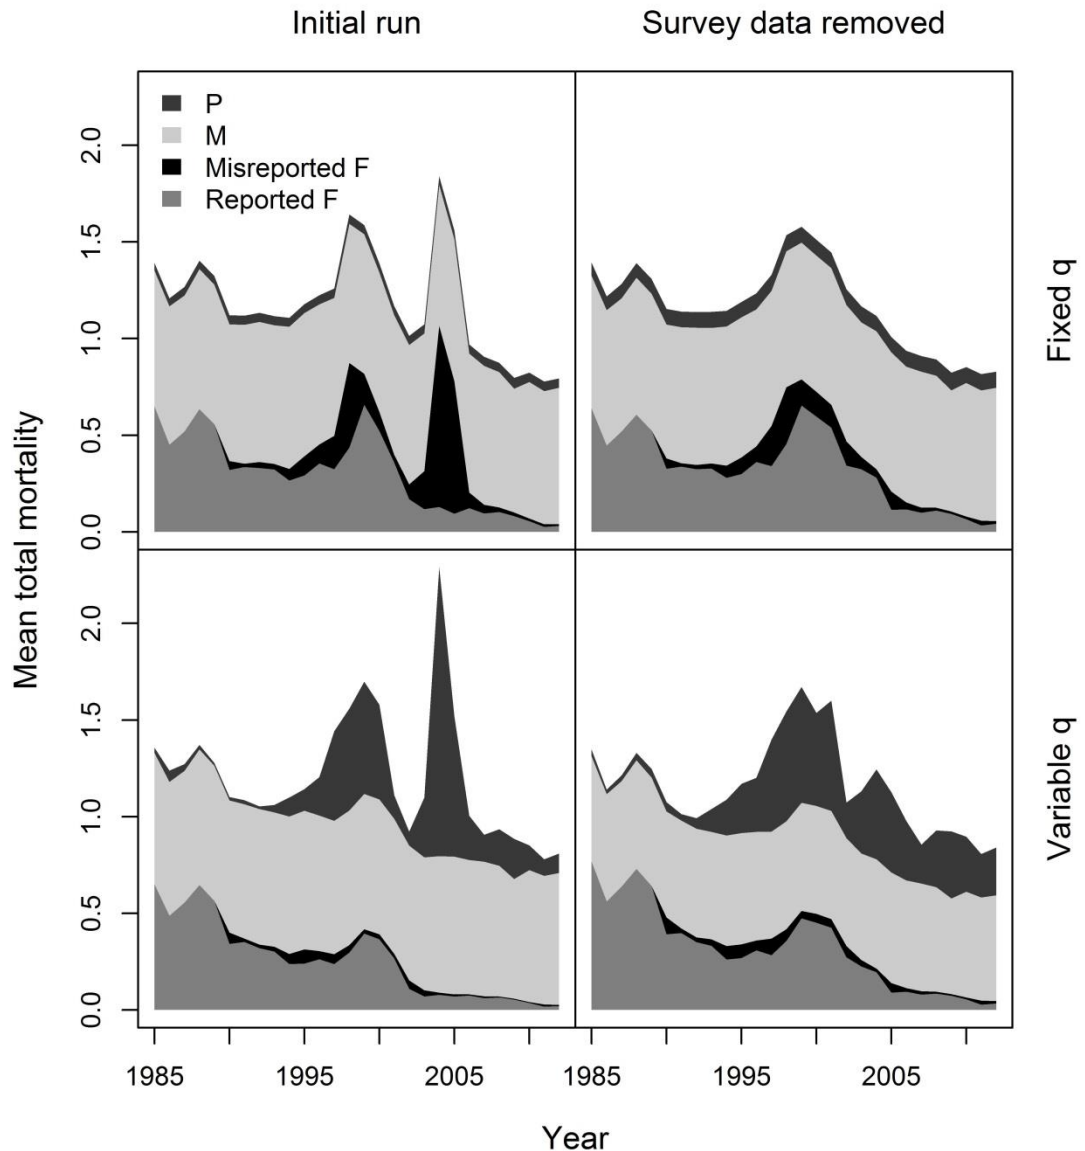 Initial run
Survey data removed
P
M
Misreported F
Reported F
2.0
1.5
1.0
0.5
0.0
Fixed q
Mean total mortality
2.0
1.5
1.0
0.5
0.0
Variable q
1985
1995
2005
1985
1995
2005
Year